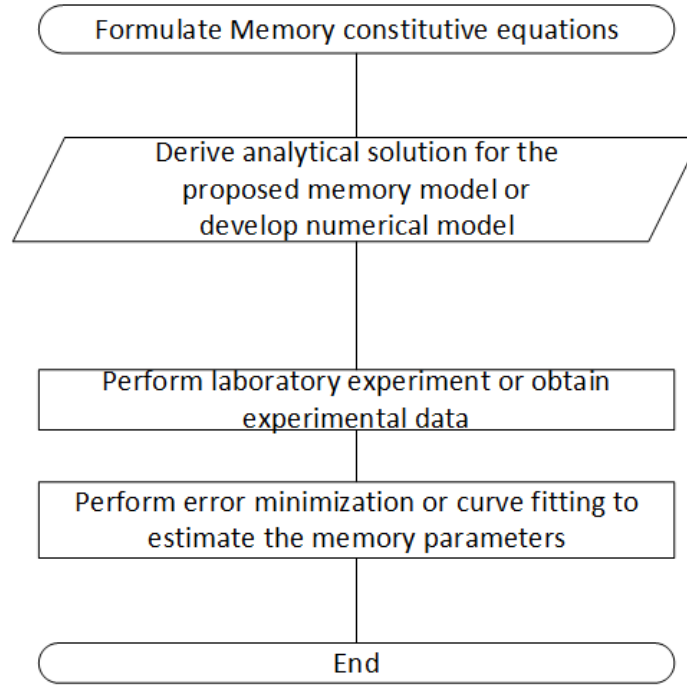 Formulate Memory constitutive equations
Derive analytical solution for the
proposed memory model or
develop numerical model
Perform laboratory experiment or obtain
experimental data
Perform error minimization or curve fitting to
estimate the memory parameters
End